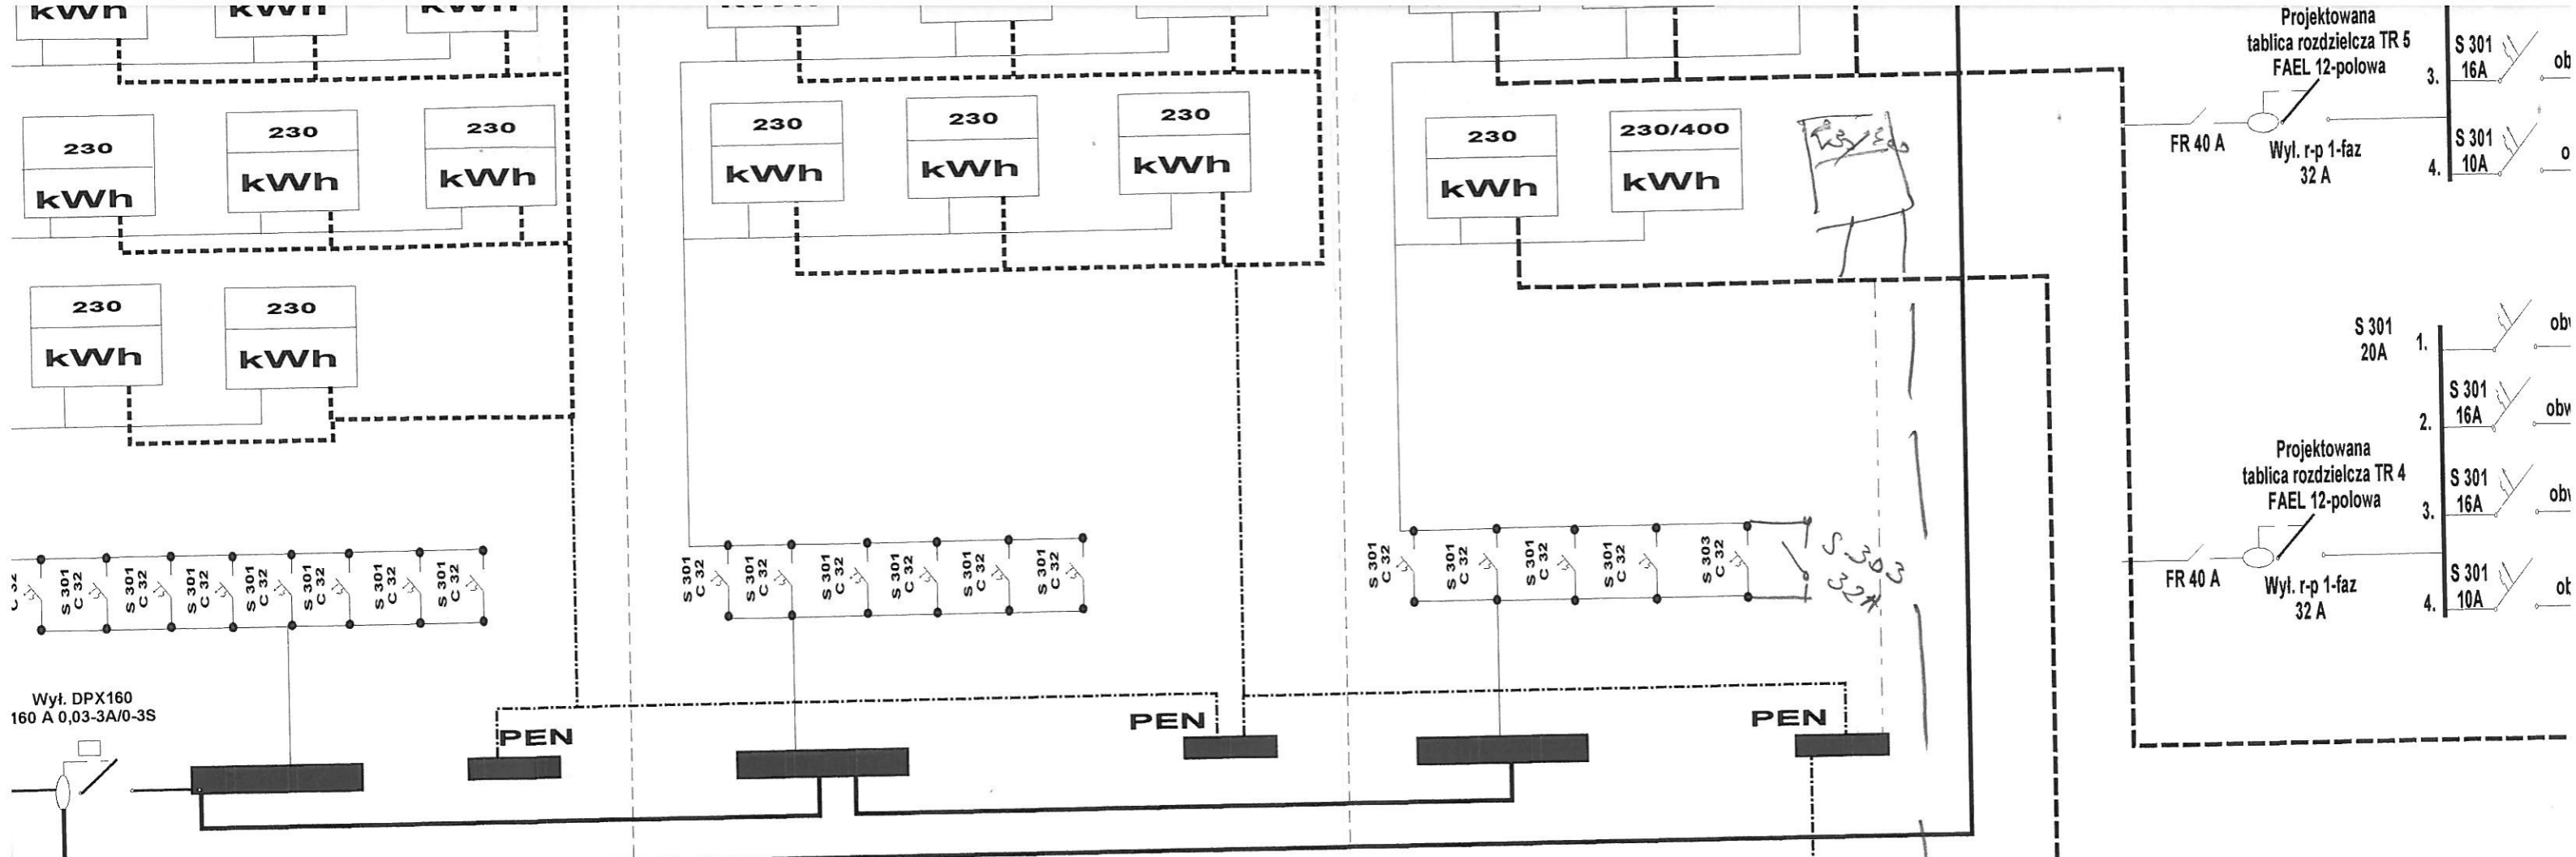 kWh
kWh
kWh
230
kWh
230
kWh
230
kWh
230
kWh
230
kWh
S 301
C 32
S 301
C 32
S 301
C 32
S 301
C 32
S 301
C 32
S 301
C 32
S 301
C 32
Wył. DPX160
160 A 0,03-3A/0-3S
PEN
230
kWh
230
kWh
230
kWh
S 301
C 32
S 301
C 32
S 301
C 32
S 301
C 32
S 301
C 32
S 301
C 32
PEN
230
kWh
230/400
kWh
S 301
C 32
S 301
C 32
S 301
C 32
S 301
C 32
S 303
C 32
S 303
32A
PEN
Projektowana
tablica rozdzielcza TR 5
FAEL 12-polowa
FR 40 A
Wył. r-p 1-faz
32 A
3.
S 301
16A
4.
S 301
10A
Projektowana
tablica rozdzielcza TR 4
FAEL 12-polowa
FR 40 A
Wył. r-p 1-faz
32 A
S 301
20A
1.
S 301
16A
2.
obw
S 301
16A
3.
S 301
10A
4.